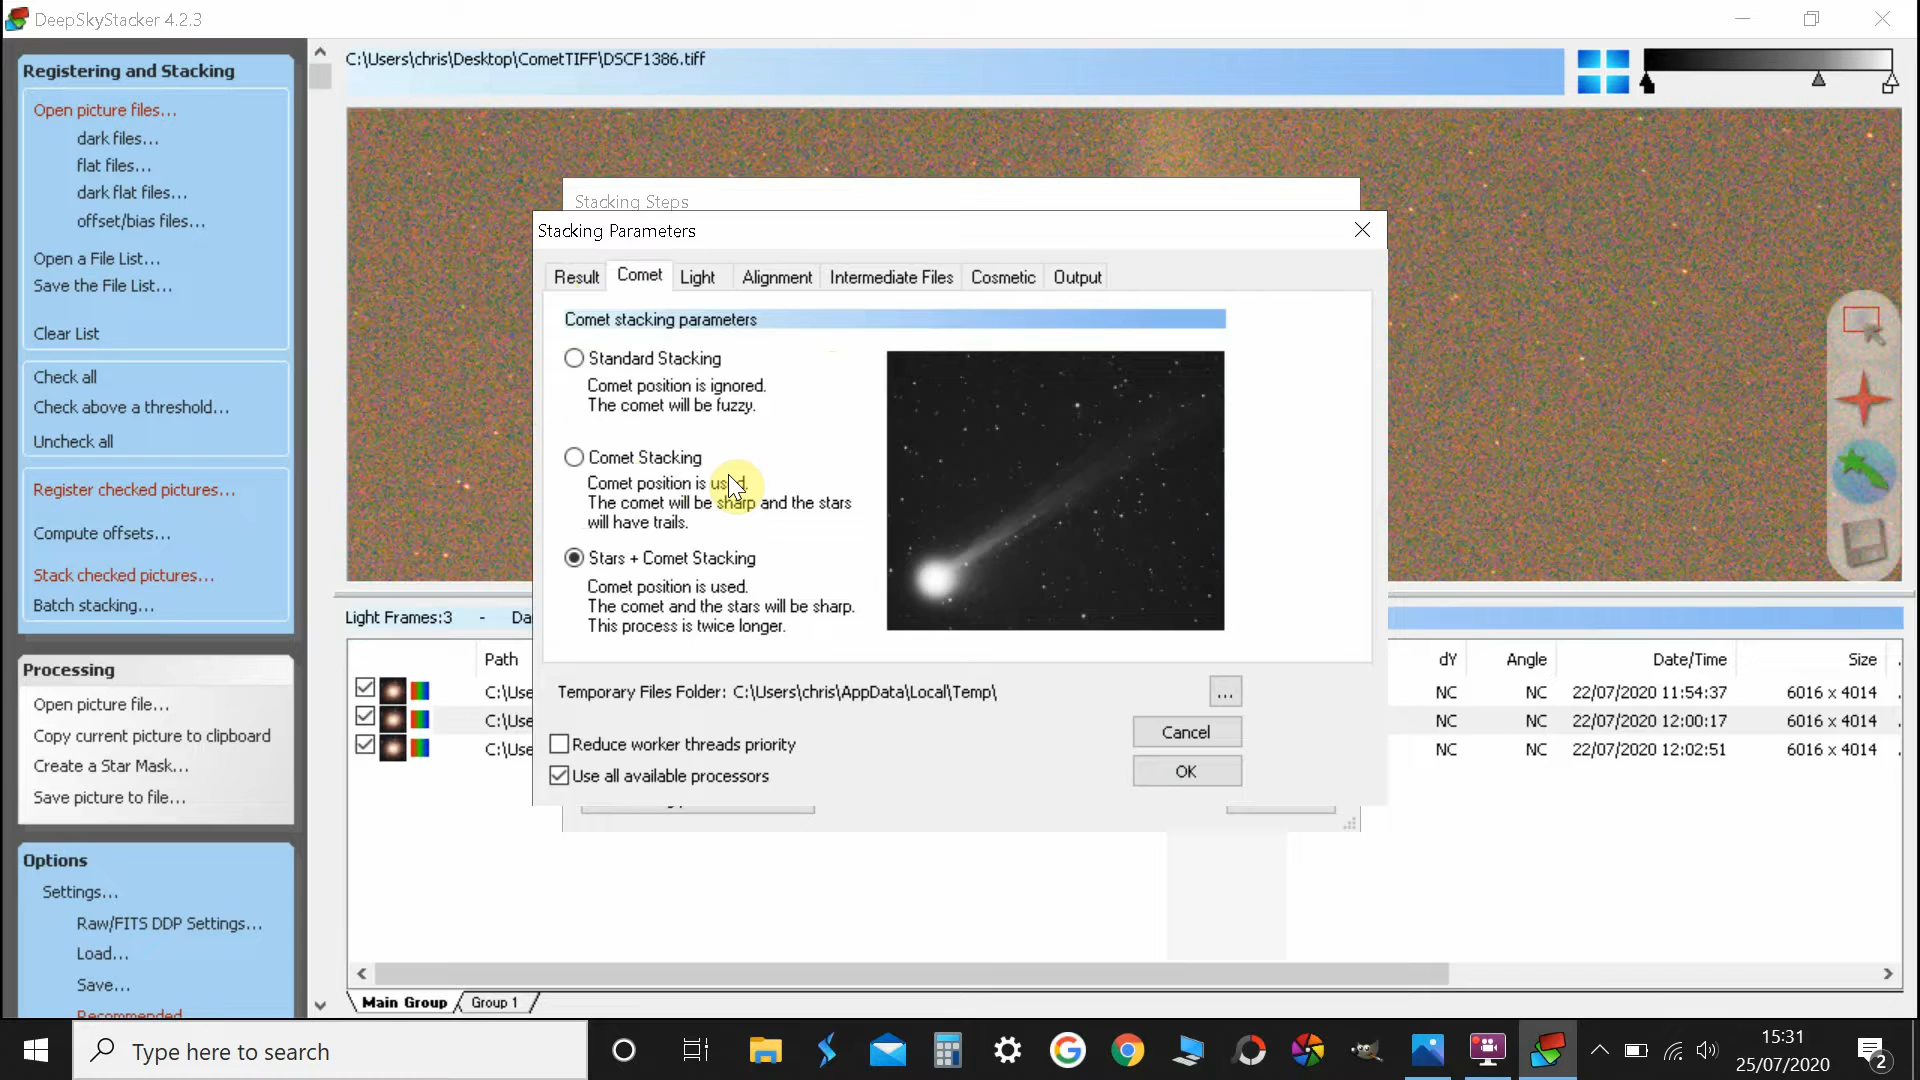 DeepSkyStacker 4.2.3
Registering and Stacking
Open picture files...
dark files...
flat files...
dark flat files...
offset/bias files...
Open a File List...
Save the File List...
Clear List
Check all
Check above a threshold...
Uncheck all
Register checked pictures...
Compute offsets...
Stack checked pictures...
Batch stacking...
Processing
Open picture file...
Copy current picture to clipboard
Create a Star Mask...
Save picture to file...
Options
Settings...
Raw/FITS DDP Settings...
Load...
Save...
Recommended
C:\Users\chris\Desktop\CometTIFF\DSCF1386.tiff
Stacking Steps
Stacking Parameters
Result Comet Light Alignment Intermediate Files Cosmetic Output
Comet stacking parameters
Standard Stacking
Comet position is ignored.
The comet will be fuzzy.
Comet Stacking
Comet position is used.
The comet will be sharp and the stars
will have trails.
Stars + Comet Stacking
Comet position is used.
The comet and the stars will be sharp.
This process is twice longer.
Temporary Files Folder: C:\Users\chris\AppData\Local\Temp\
...
Reduce worker threads priority
Use all available processors
Cancel
OK
Light Frames:3 - Da
Path dY Angle Date/Time Size
C:\Use NC NC 22/07/2020 11:54:37 6016 x 4014
C:\Use NC NC 22/07/2020 12:00:17 6016 x 4014
C:\Use NC NC 22/07/2020 12:02:51 6016 x 4014
Main Group Group 1
Type here to search
15:31
25/07/2020
2